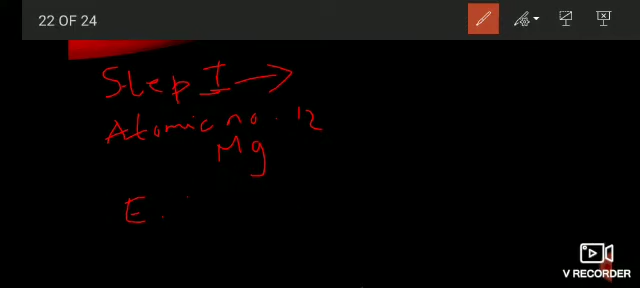 22 OF 24
Step I →
Atomic no. 12
Mg
E.
V RECORDER